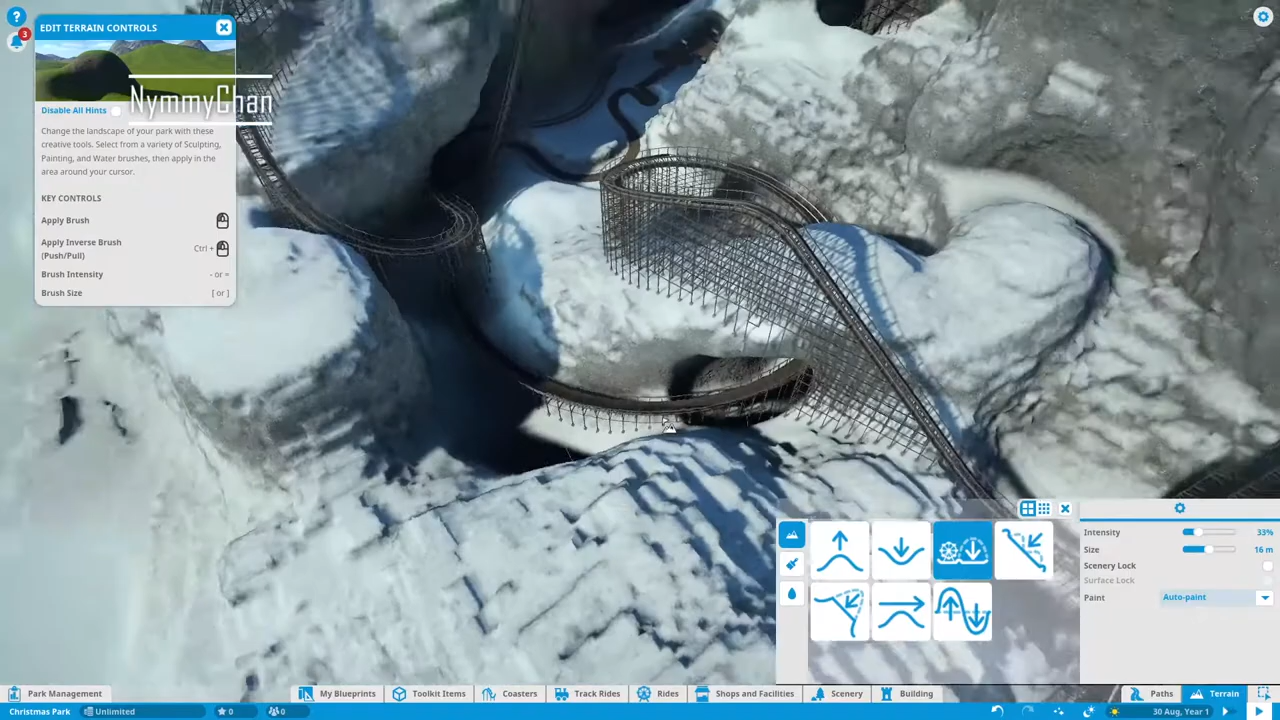 ?
3
EDIT TERRAIN CONTROLS
NymmyChan
Disable All Hints
Change the landscape of your park with these
creative tools. Select from a variety of Sculpting,
Painting, and Water brushes, then apply in the
area around your cursor.
KEY CONTROLS
Apply Brush
Apply Inverse Brush
(Push/Pull)
Ctrl +
Brush Intensity
- or =
Brush Size
[ or ]
Intensity
33%
Size
16 m
Scenery Lock
Surface Lock
Paint
Auto-paint
Park Management
My Blueprints
Toolkit Items
Coasters
Track Rides
Rides
Shops and Facilities
Scenery
Building
Paths
Terrain
Christmas Park
Unlimited
0
0
30 Aug, Year 1